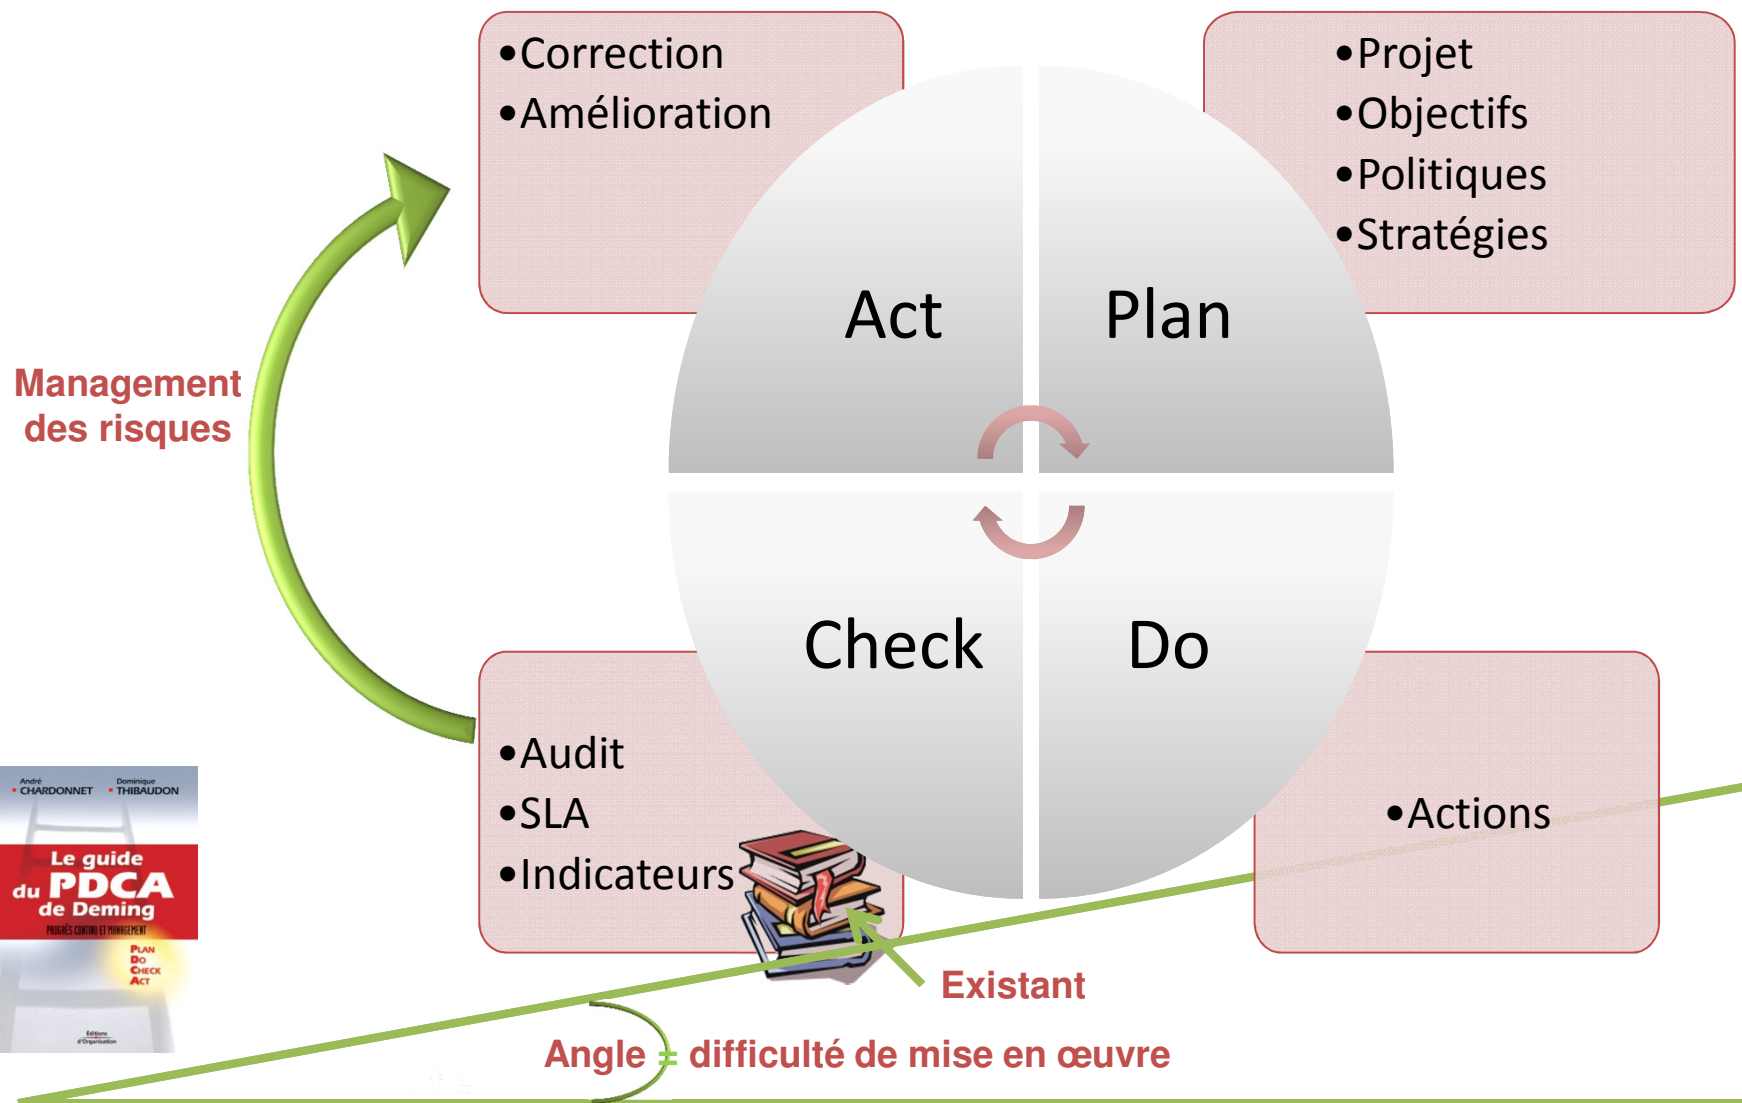 •Correction
•Amélioration
•Projet
•Objectifs
•Politiques
•Stratégies
Act
Plan
Management
des risques
Check
Do
•Audit
•SLA
•Indicateurs
•Actions
André
• CHARDONNET
Dominique
• THIBAUDON
Le guide
du PDCA
de Deming
PROGRÈS CONTINU ET MANAGEMENT
PLAN
DO
CHECK
ACT
Éditions
d'Organisation
Existant
Angle = difficulté de mise en œuvre